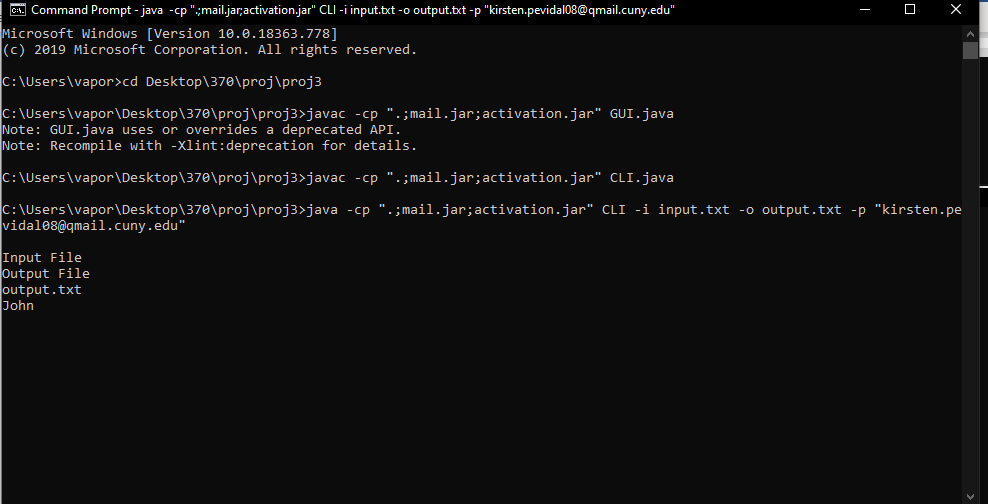 Command Prompt - java -cp ".;mail.jar;activation.jar" CLI -i input.txt -o output.txt -p "kirsten.pevidal08@qmail.cuny.edu"
Microsoft Windows [Version 10.0.18363.778]
(c) 2019 Microsoft Corporation. All rights reserved.
C:\Users\vapor>cd Desktop\370\proj\proj3
C:\Users\vapor\Desktop\370\proj\proj3>javac -cp ".;mail.jar;activation.jar" GUI.java
Note: GUI.java uses or overrides a deprecated API.
Note: Recompile with -Xlint:deprecation for details.
C:\Users\vapor\Desktop\370\proj\proj3>javac -cp ".;mail.jar;activation.jar" CLI.java
C:\Users\vapor\Desktop\370\proj\proj3>java -cp ".;mail.jar;activation.jar" CLI -i input.txt -o output.txt -p "kirsten.pe
vidal08@qmail.cuny.edu"
Input File
Output File
output.txt
John